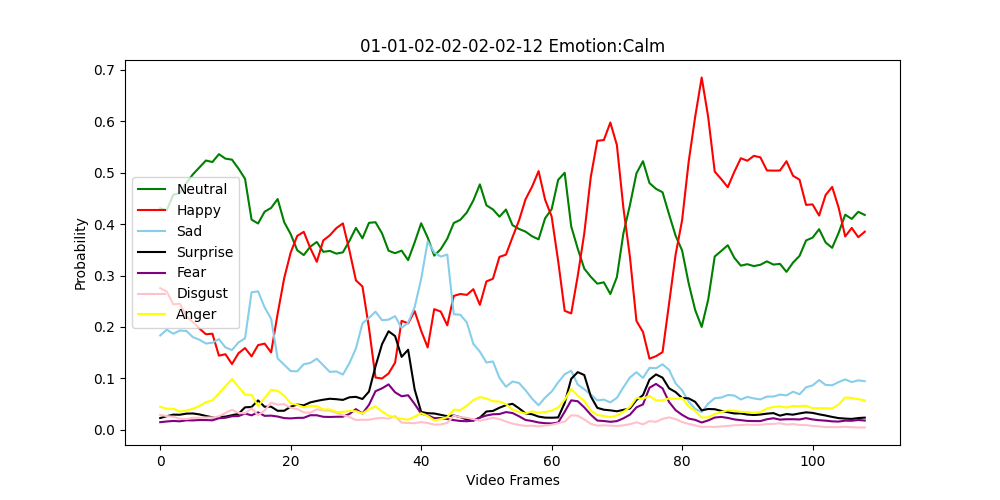 01-01-02-02-02-02-12 Emotion:Calm
Probability
0.7
0.6
0.5
0.4
0.3
0.2
0.1
0.0
Neutral
Happy
Sad
Surprise
Fear
Disgust
Anger
0 20 40 60 80 100
Video Frames